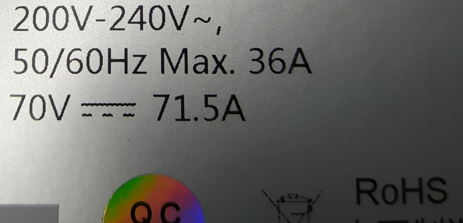 200V-240V~,
50/60Hz Max. 36A
70V ⎓ 71.5A
QC
RoHS